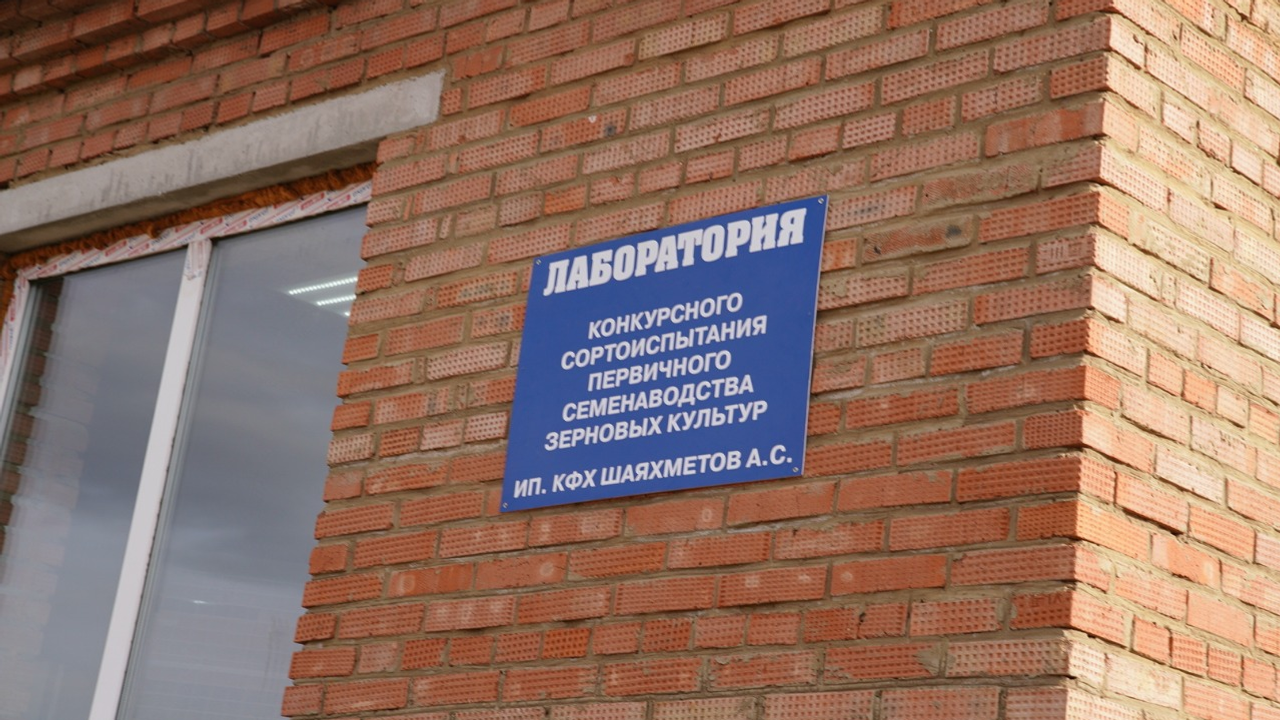 ЛАБОРАТОРИЯ
КОНКУРСНОГО
СОРТОИСПЫТАНИЯ
ПЕРВИЧНОГО
СЕМЕНАВОДСТВА
ЗЕРНОВЫХ КУЛЬТУР
ИП. КФХ ШАЯХМЕТОВ А.С.